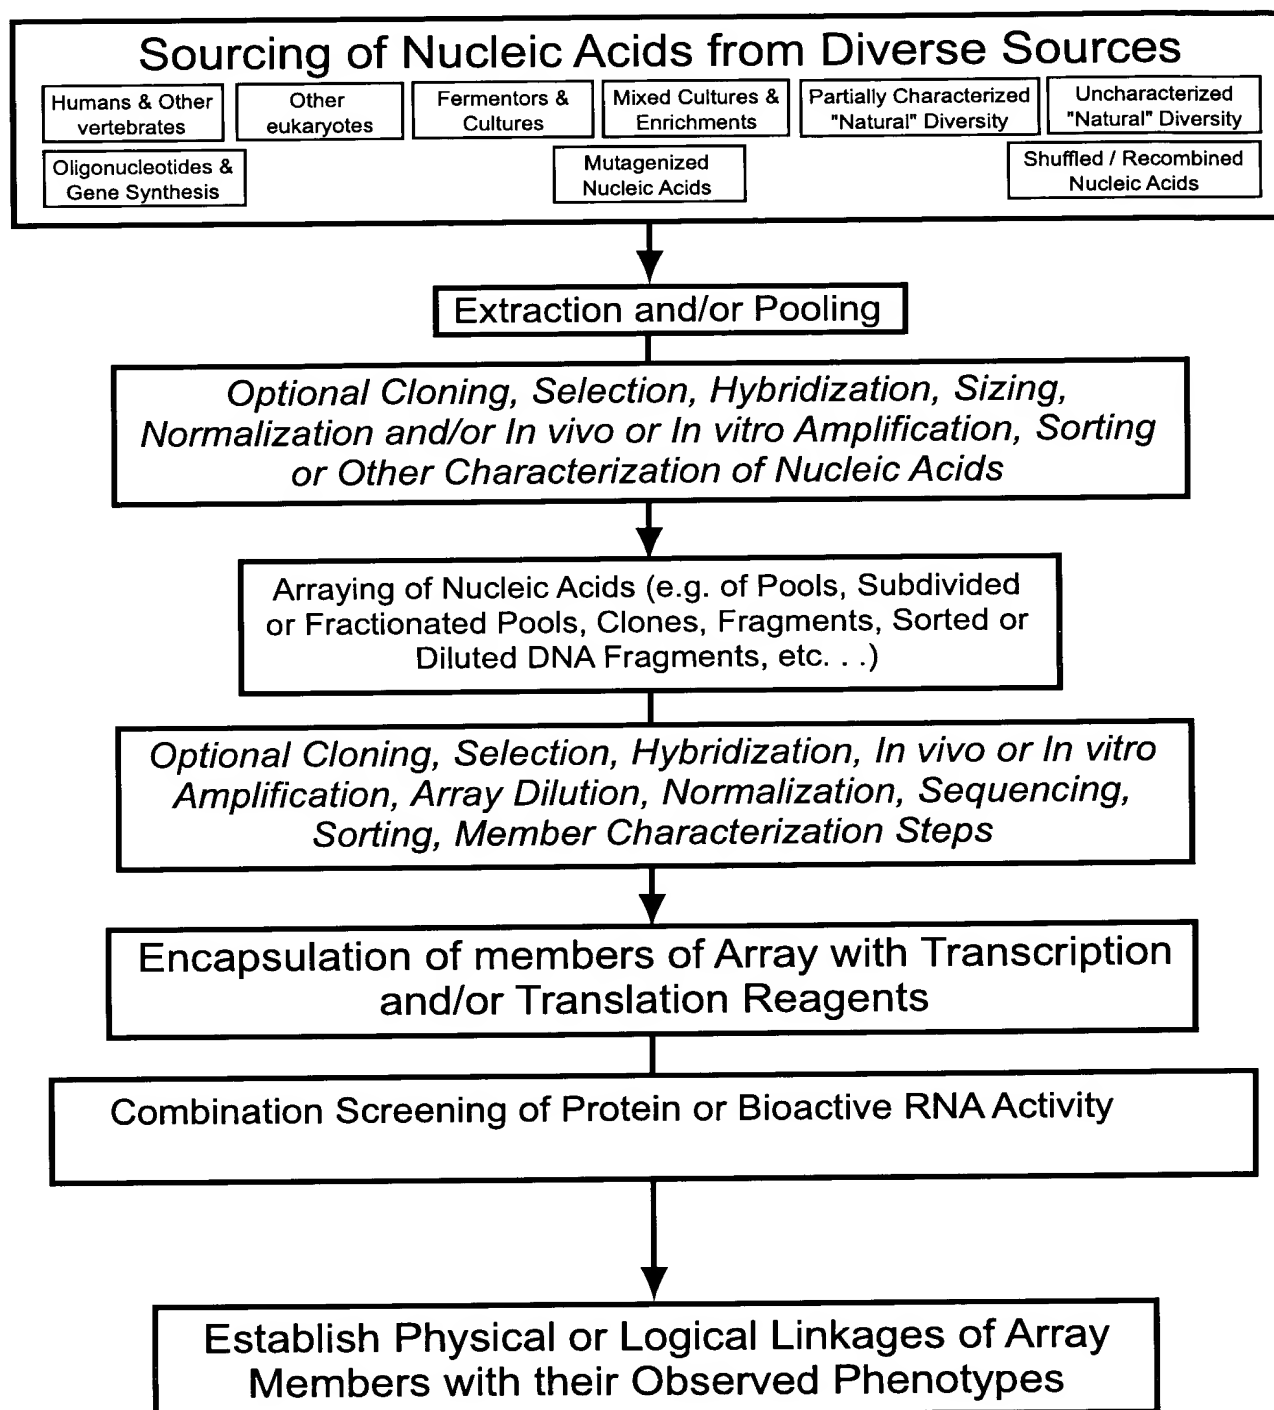 Sourcing of Nucleic Acids from Diverse Sources
Humans & Other
vertebrates
Other
eukaryotes
Fermentors &
Cultures
Mixed Cultures &
Enrichments
Partially Characterized
"Natural" Diversity
Uncharacterized
"Natural" Diversity
Oligonucleotides &
Gene Synthesis
Mutagenized
Nucleic Acids
Shuffled / Recombined
Nucleic Acids
Extraction and/or Pooling
Optional Cloning, Selection, Hybridization, Sizing,
Normalization and/or In vivo or In vitro Amplification, Sorting
or Other Characterization of Nucleic Acids
Arraying of Nucleic Acids (e.g. of Pools, Subdivided
or Fractionated Pools, Clones, Fragments, Sorted or
Diluted DNA Fragments, etc. . .)
Optional Cloning, Selection, Hybridization, In vivo or In vitro
Amplification, Array Dilution, Normalization, Sequencing,
Sorting, Member Characterization Steps
Encapsulation of members of Array with Transcription
and/or Translation Reagents
Combination Screening of Protein or Bioactive RNA Activity
Establish Physical or Logical Linkages of Array
Members with their Observed Phenotypes